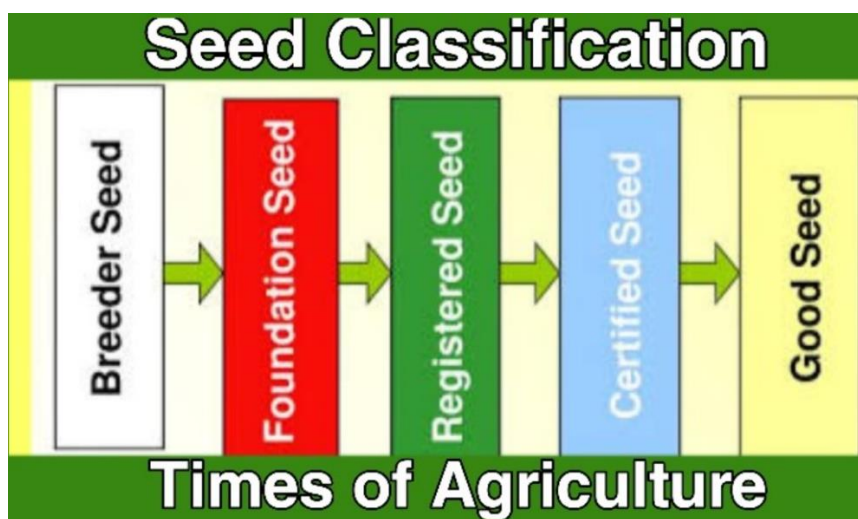 Seed Classification
Breeder Seed
Foundation Seed
Registered Seed
Certified Seed
Good Seed
Times of Agriculture